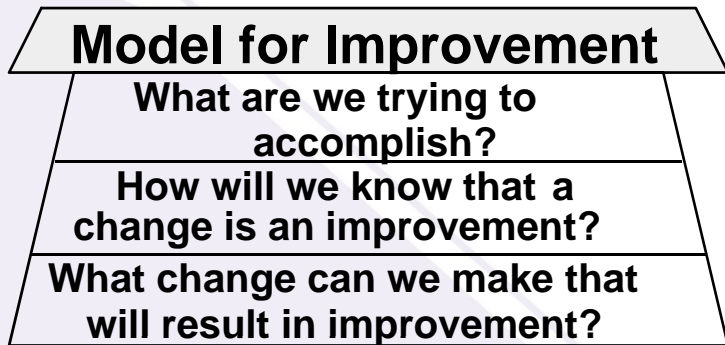 Model for Improvement
What are we trying to
accomplish?
How will we know that a
change is an improvement?
What change can we make that
will result in improvement?